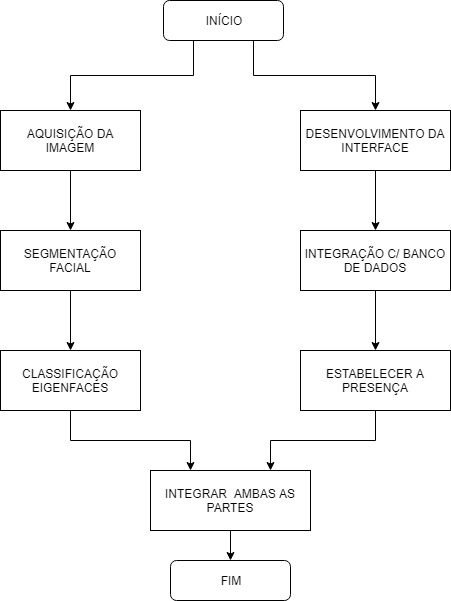 INÍCIO
AQUISIÇÃO DA
IMAGEM
DESENVOLVIMENTO DA
INTERFACE
SEGMENTAÇÃO
FACIAL
INTEGRAÇÃO C/ BANCO
DE DADOS
CLASSIFICAÇÃO
EIGENFACES
ESTABELECER A
PRESENÇA
INTEGRAR AMBAS AS
PARTES
FIM